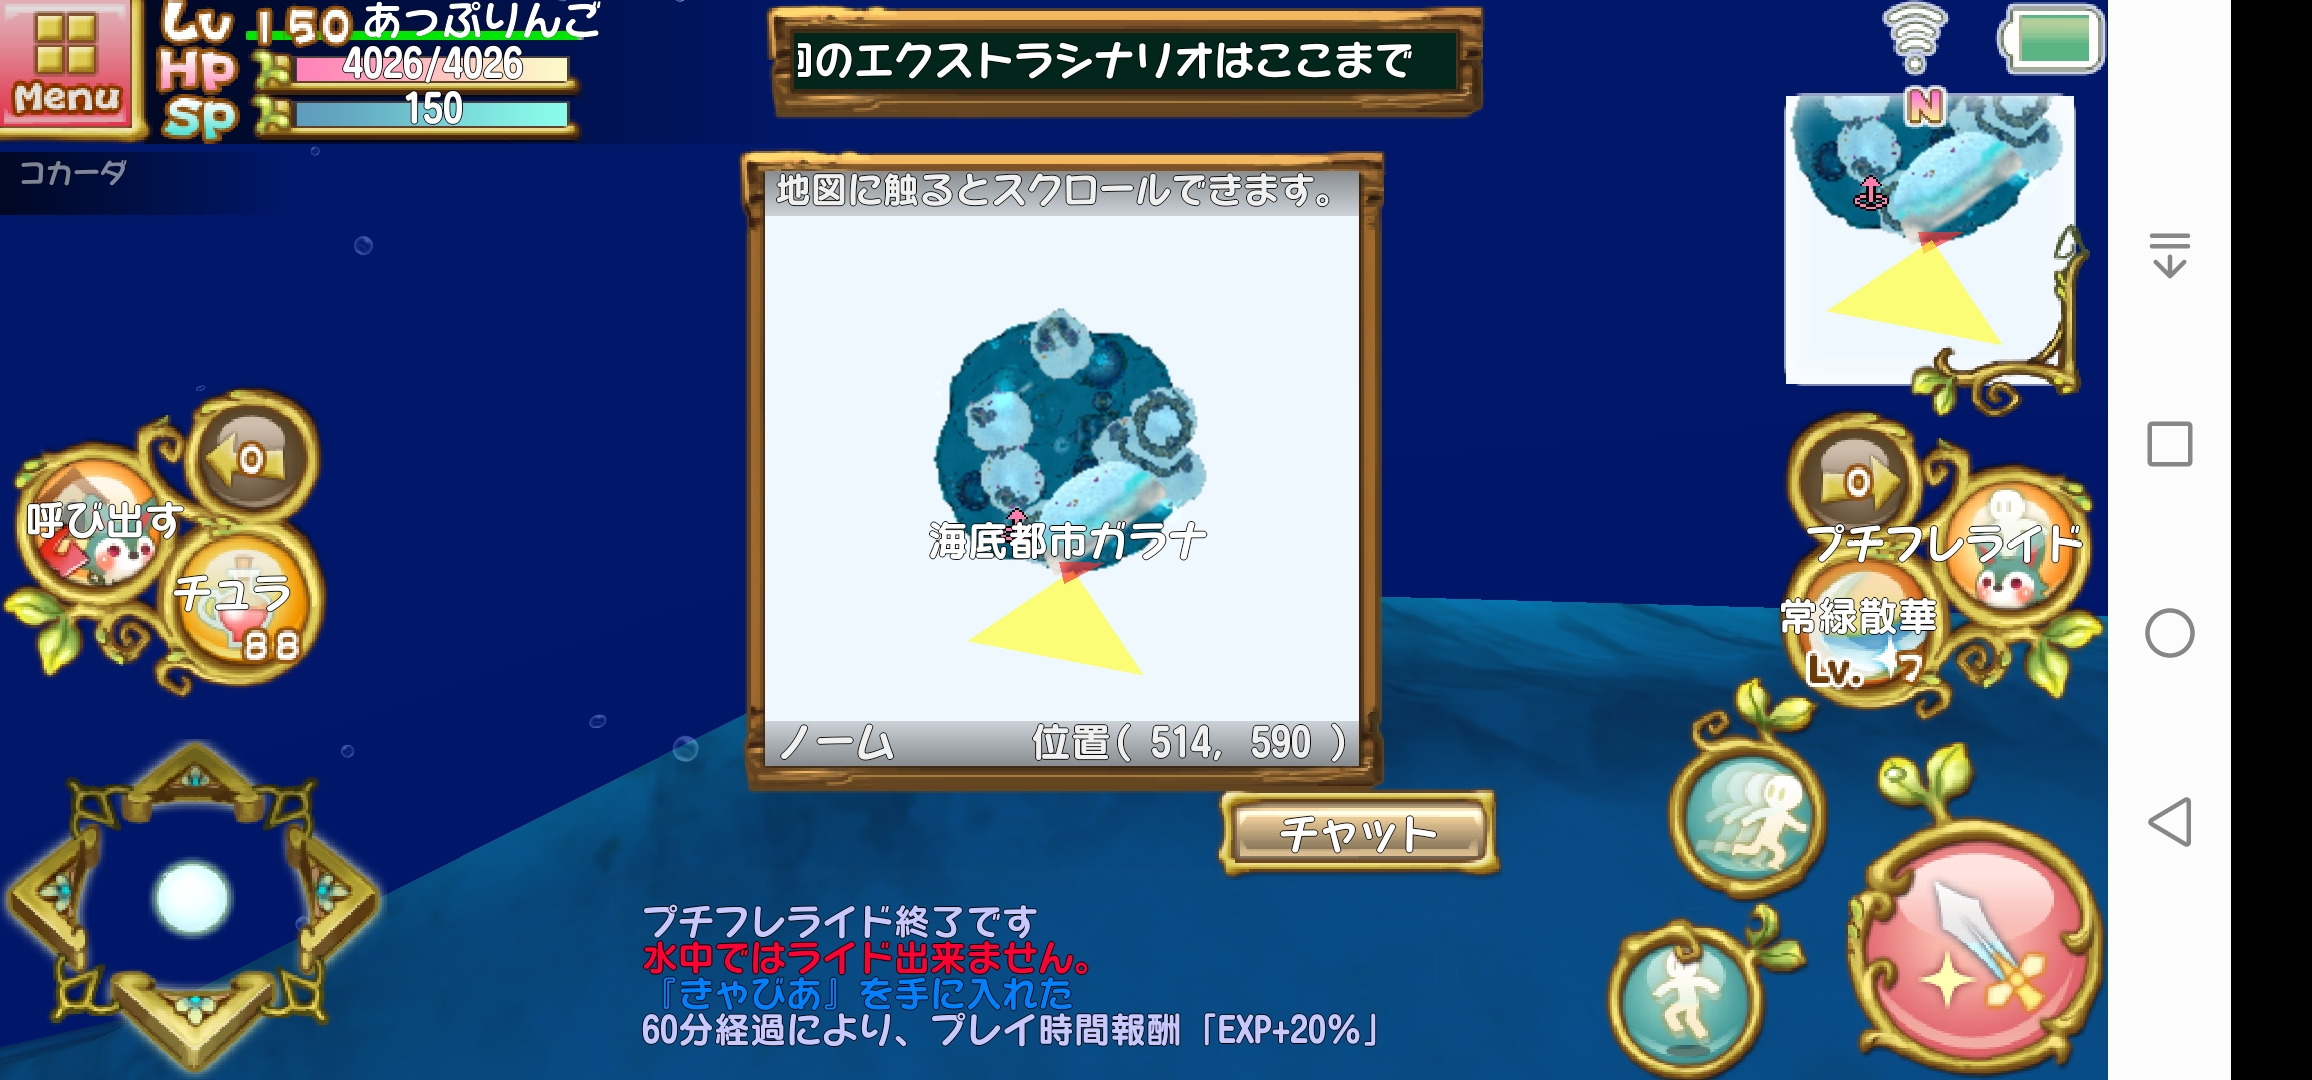 Menu
Lv 150 あっぷりんご
HP 4026/4026
Sp 150
のエクストラシナリオはここまで
コカーダ
N
地図に触るとスクロールできます。
海底都市ガラナ
ノーム 位置( 514, 590 )
0
呼び出す
チュラ
88
0
プチフレライド
常緑散華
Lv. 7
チャット
プチフレライド終了です
水中ではライド出来ません。
『きゃびあ』を手に入れた
60分経過により、プレイ時間報酬「EXP+20%」